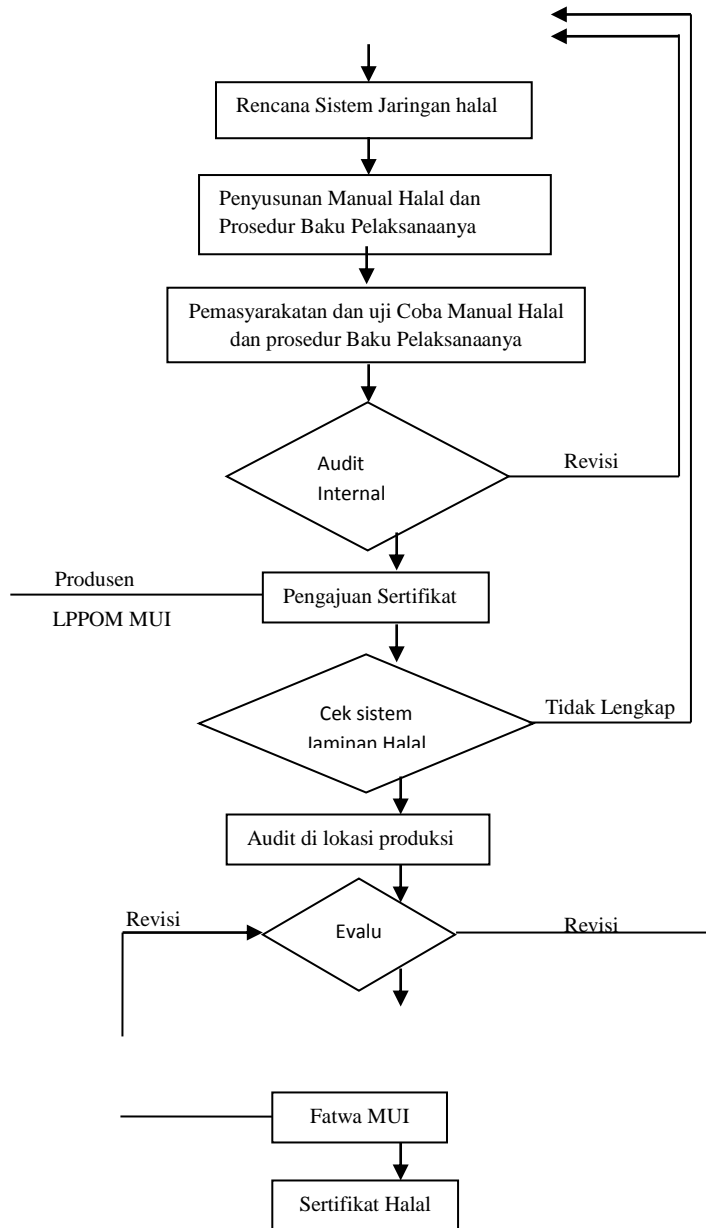 Rencana Sistem Jaringan halal
Penyusunan Manual Halal dan
Prosedur Baku Pelaksanaanya
Pemasyarakatan dan uji Coba Manual Halal
dan prosedur Baku Pelaksanaanya
Audit
Internal
Revisi
Produsen
Pengajuan Sertifikat
LPPOM MUI
Cek sistem
Jaminan Halal
Tidak Lengkap
Audit di lokasi produksi
Revisi
Evalu
Revisi
Fatwa MUI
Sertifikat Halal